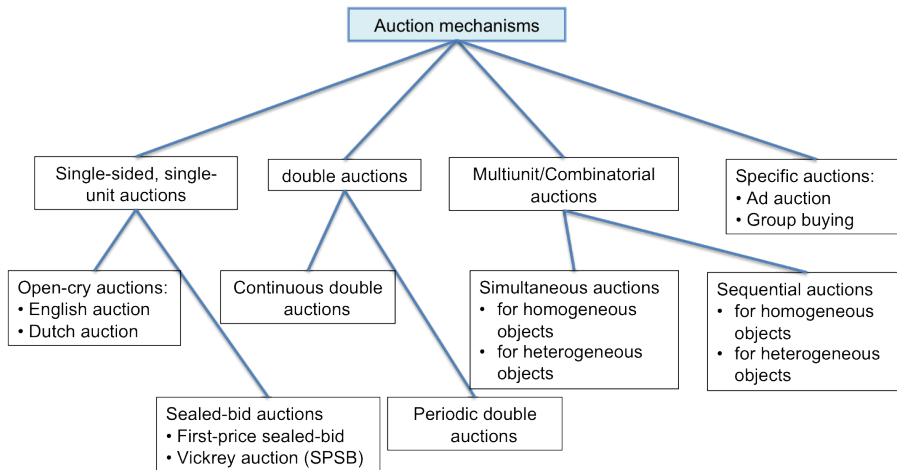 Auction mechanisms
Single-sided, single-
unit auctions
double auctions
Multiunit/Combinatorial
auctions
Specific auctions:
• Ad auction
• Group buying
Open-cry auctions:
• English auction
• Dutch auction
Continuous double
auctions
Simultaneous auctions
• for homogeneous
objects
• for heterogeneous
objects
Sequential auctions
• for homogeneous
objects
• for heterogeneous
objects
Sealed-bid auctions
• First-price sealed-bid
• Vickrey auction (SPSB)
Periodic double
auctions